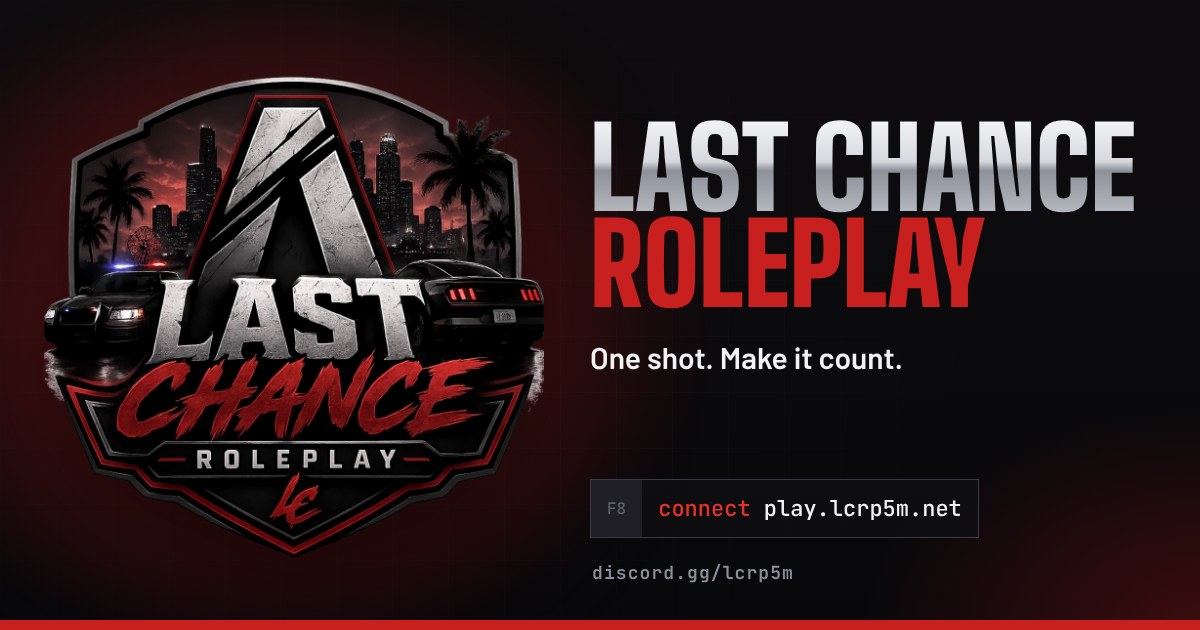 LAST
CHANCE
ROLEPLAY
LC
LAST CHANCE
ROLEPLAY
One shot. Make it count.
F8 connect play.lcrp5m.net
discord.gg/lcrp5m